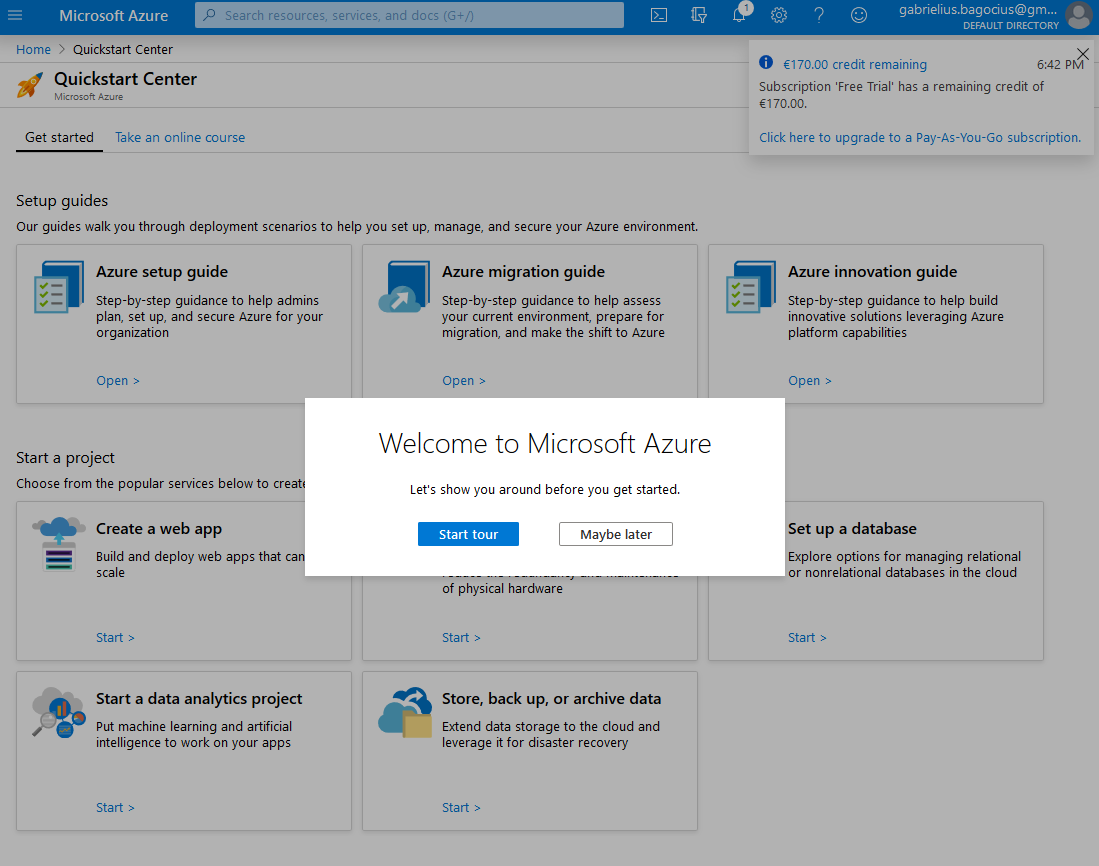 Microsoft Azure
Search resources, services, and docs (G+/)
1
gabrielius.bagocius@gm...
DEFAULT DIRECTORY
Home > Quickstart Center
Quickstart Center
Microsoft Azure
€170.00 credit remaining
6:42 PM
Subscription 'Free Trial' has a remaining credit of
€170.00.
Click here to upgrade to a Pay-As-You-Go subscription.
Get started
Take an online course
Setup guides
Our guides walk you through deployment scenarios to help you set up, manage, and secure your Azure environment.
Azure setup guide
Step-by-step guidance to help admins
plan, set up, and secure Azure for your
organization
Open >
Azure migration guide
Step-by-step guidance to help assess
your current environment, prepare for
migration, and make the shift to Azure
Open >
Azure innovation guide
Step-by-step guidance to help build
innovative solutions leveraging Azure
platform capabilities
Open >
Welcome to Microsoft Azure
Let's show you around before you get started.
Start tour
Maybe later
Start a project
Choose from the popular services below to create
Create a web app
Build and deploy web apps that can
scale
Start >
reduce the redundancy and maintenance
of physical hardware
Start >
Set up a database
Explore options for managing relational
or nonrelational databases in the cloud
Start >
Start a data analytics project
Put machine learning and artificial
intelligence to work on your apps
Start >
Store, back up, or archive data
Extend data storage to the cloud and
leverage it for disaster recovery
Start >